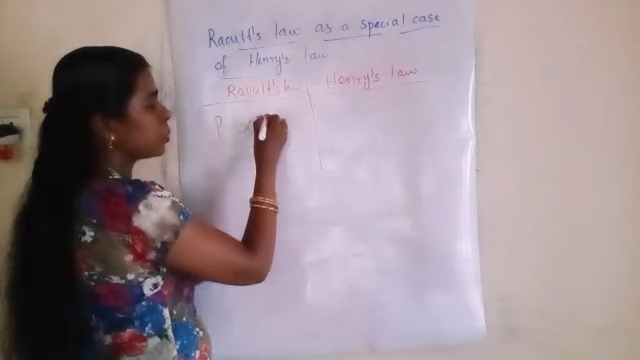 Raoult's law as a special case
of Henry's law
Raoult's law Henry's law
P